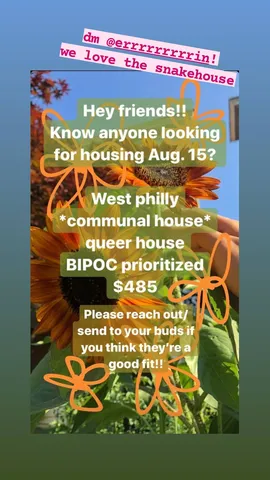 dm @errrrrrrrrin!
we love the snakehouse
Hey friends!!
Know anyone looking
for housing Aug. 15?
West philly
*communal house*
queer house
BIPOC prioritized
$485
Please reach out/
send to your buds if
you think they're a
good fit!!